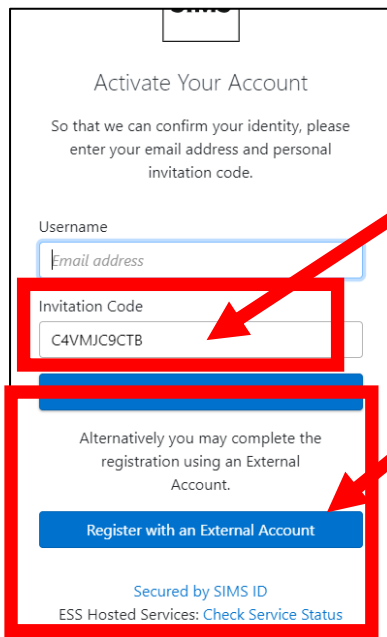 SIMS
Activate Your Account
So that we can confirm your identity, please
enter your email address and personal
invitation code.
Username
Email address
Invitation Code
C4VMJC9CTB
Alternatively you may complete the
registration using an External
Account.
Register with an External Account
Secured by SIMS ID
ESS Hosted Services: Check Service Status